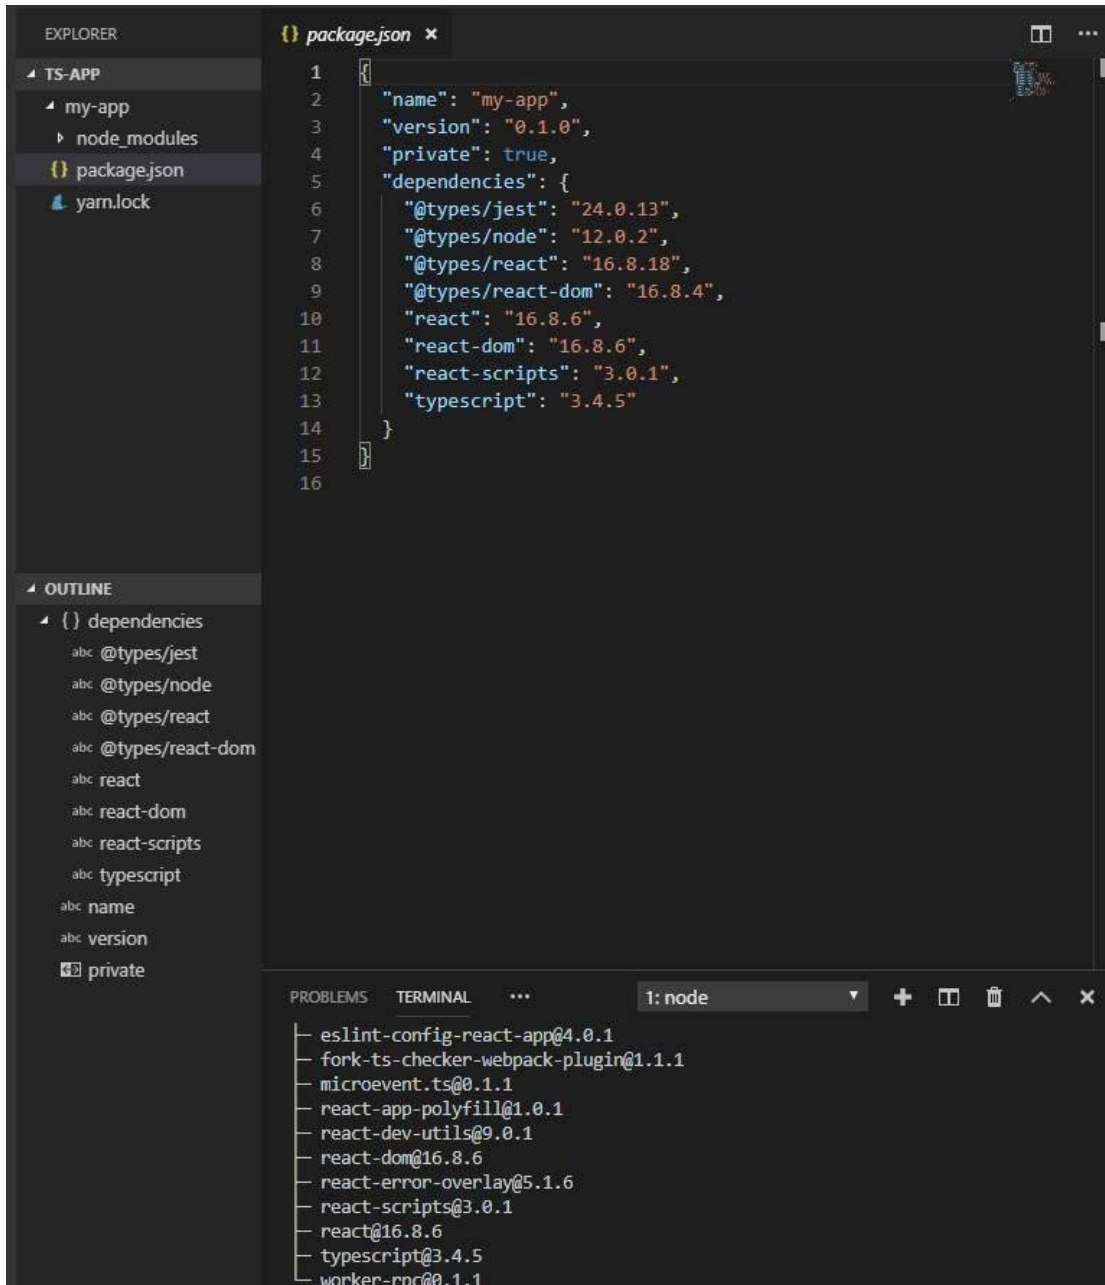 EXPLORER
TS-APP
my-app
node_modules
{} package.json
yarn.lock
OUTLINE
{} dependencies
abc @types/jest
abc @types/node
abc @types/react
abc @types/react-dom
abc react
abc react-dom
abc react-scripts
abc typescript
abc name
abc version
private
{} package.json ×
1 {
2 "name": "my-app",
3 "version": "0.1.0",
4 "private": true,
5 "dependencies": {
6 "@types/jest": "24.0.13",
7 "@types/node": "12.0.2",
8 "@types/react": "16.8.18",
9 "@types/react-dom": "16.8.4",
10 "react": "16.8.6",
11 "react-dom": "16.8.6",
12 "react-scripts": "3.0.1",
13 "typescript": "3.4.5"
14 }
15 }
16
PROBLEMS TERMINAL ··· 1: node
├─ eslint-config-react-app@4.0.1
├─ fork-ts-checker-webpack-plugin@1.1.1
├─ microevent.ts@0.1.1
├─ react-app-polyfill@1.0.1
├─ react-dev-utils@9.0.1
├─ react-dom@16.8.6
├─ react-error-overlay@5.1.6
├─ react-scripts@3.0.1
├─ react@16.8.6
├─ typescript@3.4.5
└─ worker-rpc@0.1.1